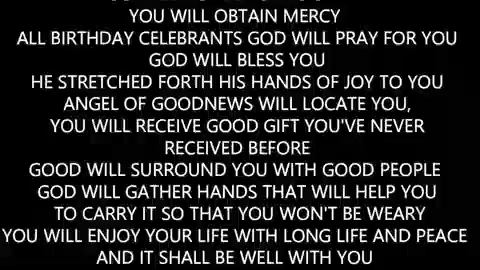 YOU WILL OBTAIN MERCY
ALL BIRTHDAY CELEBRANTS GOD WILL PRAY FOR YOU
GOD WILL BLESS YOU
HE STRETCHED FORTH HIS HANDS OF JOY TO YOU
ANGEL OF GOODNEWS WILL LOCATE YOU,
YOU WILL RECEIVE GOOD GIFT YOU'VE NEVER
RECEIVED BEFORE
GOOD WILL SURROUND YOU WITH GOOD PEOPLE
GOD WILL GATHER HANDS THAT WILL HELP YOU
TO CARRY IT SO THAT YOU WON'T BE WEARY
YOU WILL ENJOY YOUR LIFE WITH LONG LIFE AND PEACE
AND IT SHALL BE WELL WITH YOU